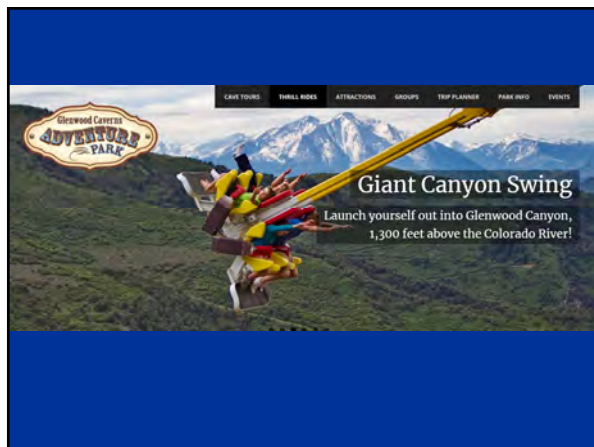 CAVE TOURS THRILL RIDES ATTRACTIONS GROUPS TRIP PLANNER PARK INFO EVENTS
Glenwood Caverns
ADVENTURE
PARK
Giant Canyon Swing
Launch yourself out into Glenwood Canyon,
1,300 feet above the Colorado River!